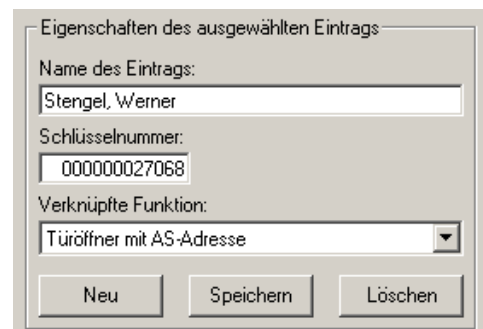 Eigenschaften des ausgewählten Eintrags
Name des Eintrags:
Stengel, Werner
Schlüsselnummer:
000000027068
Verknüpfte Funktion:
Türöffner mit AS-Adresse
Neu Speichern Löschen